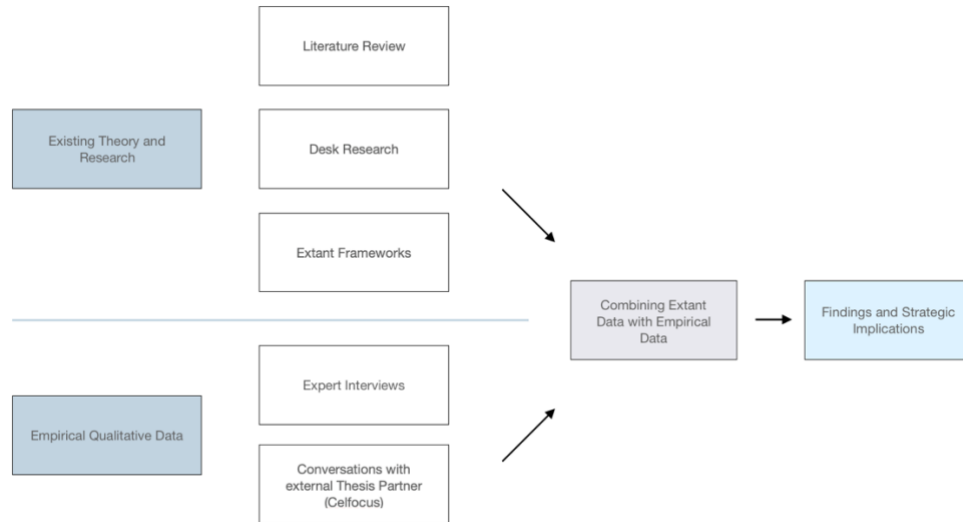 Literature Review
Existing Theory and
Research
Desk Research
Extant Frameworks
Combining Extant
Data with Empirical
Data
Findings and Strategic
Implications
Expert Interviews
Empirical Qualitative Data
Conversations with
external Thesis Partner
(Celfocus)